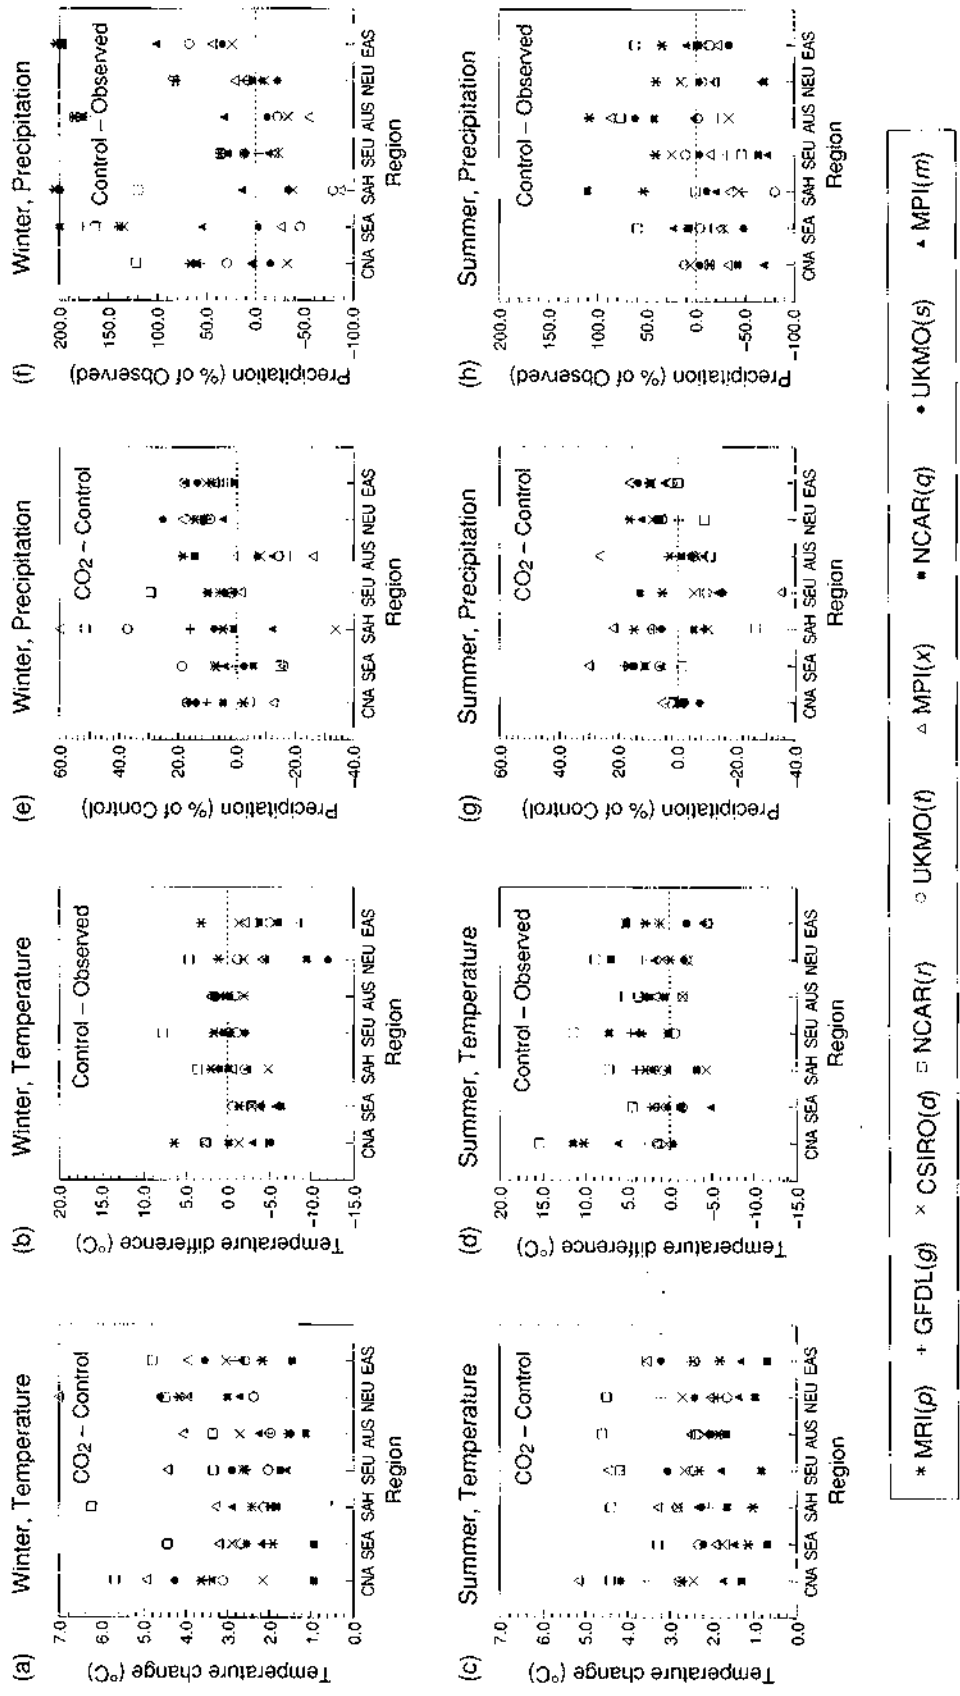 (a)
Winter, Temperature
CO2 – Control
Temperature change (°C)
7.0
6.0
5.0
4.0
3.0
2.0
1.0
0.0
CNA SEA SAH SEU AUS NEU EAS
Region
(b)
Winter, Temperature
Control – Observed
Temperature difference (°C)
20.0
15.0
10.0
5.0
0.0
–5.0
–10.0
–15.0
CNA SEA SAH SEU AUS NEU EAS
Region
(e)
Winter, Precipitation
CO2 – Control
Precipitation (% of Control)
60.0
40.0
20.0
0.0
–20.0
–40.0
CNA SEA SAH SEU AUS NEU EAS
Region
(f)
Winter, Precipitation
Control – Observed
Precipitation (% of Observed)
200.0
150.0
100.0
50.0
0.0
–50.0
–100.0
CNA SEA SAH SEU AUS NEU EAS
Region
(c)
Summer, Temperature
CO2 – Control
Temperature change (°C)
7.0
6.0
5.0
4.0
3.0
2.0
1.0
0.0
CNA SEA SAH SEU AUS NEU EAS
Region
(d)
Summer, Temperature
Control – Observed
Temperature difference (°C)
20.0
15.0
10.0
5.0
0.0
–5.0
–10.0
–15.0
CNA SEA SAH SEU AUS NEU EAS
Region
(g)
Summer, Precipitation
CO2 – Control
Precipitation (% of Control)
60.0
40.0
20.0
0.0
–20.0
–40.0
CNA SEA SAH SEU AUS NEU EAS
Region
(h)
Summer, Precipitation
Control – Observed
Precipitation (% of Observed)
200.0
150.0
100.0
50.0
0.0
–50.0
–100.0
CNA SEA SAH SEU AUS NEU EAS
Region
MRI(p) GFDL(g) CSIRO(d) NCAR(r) UKMO(t) MPI(x) NCAR(q) UKMO(s) MPI(m)